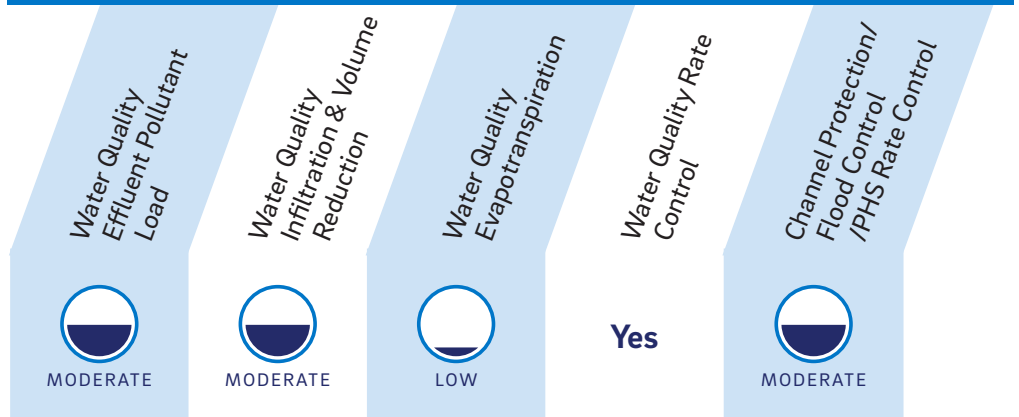 Water Quality
Effluent Pollutant
Load
Water Quality
Infiltration & Volume
Reduction
Water Quality
Evapotranspiration
Water Quality Rate
Control
Channel Protection/
Flood Control
/PHS Rate Control
MODERATE
MODERATE
LOW
Yes
MODERATE